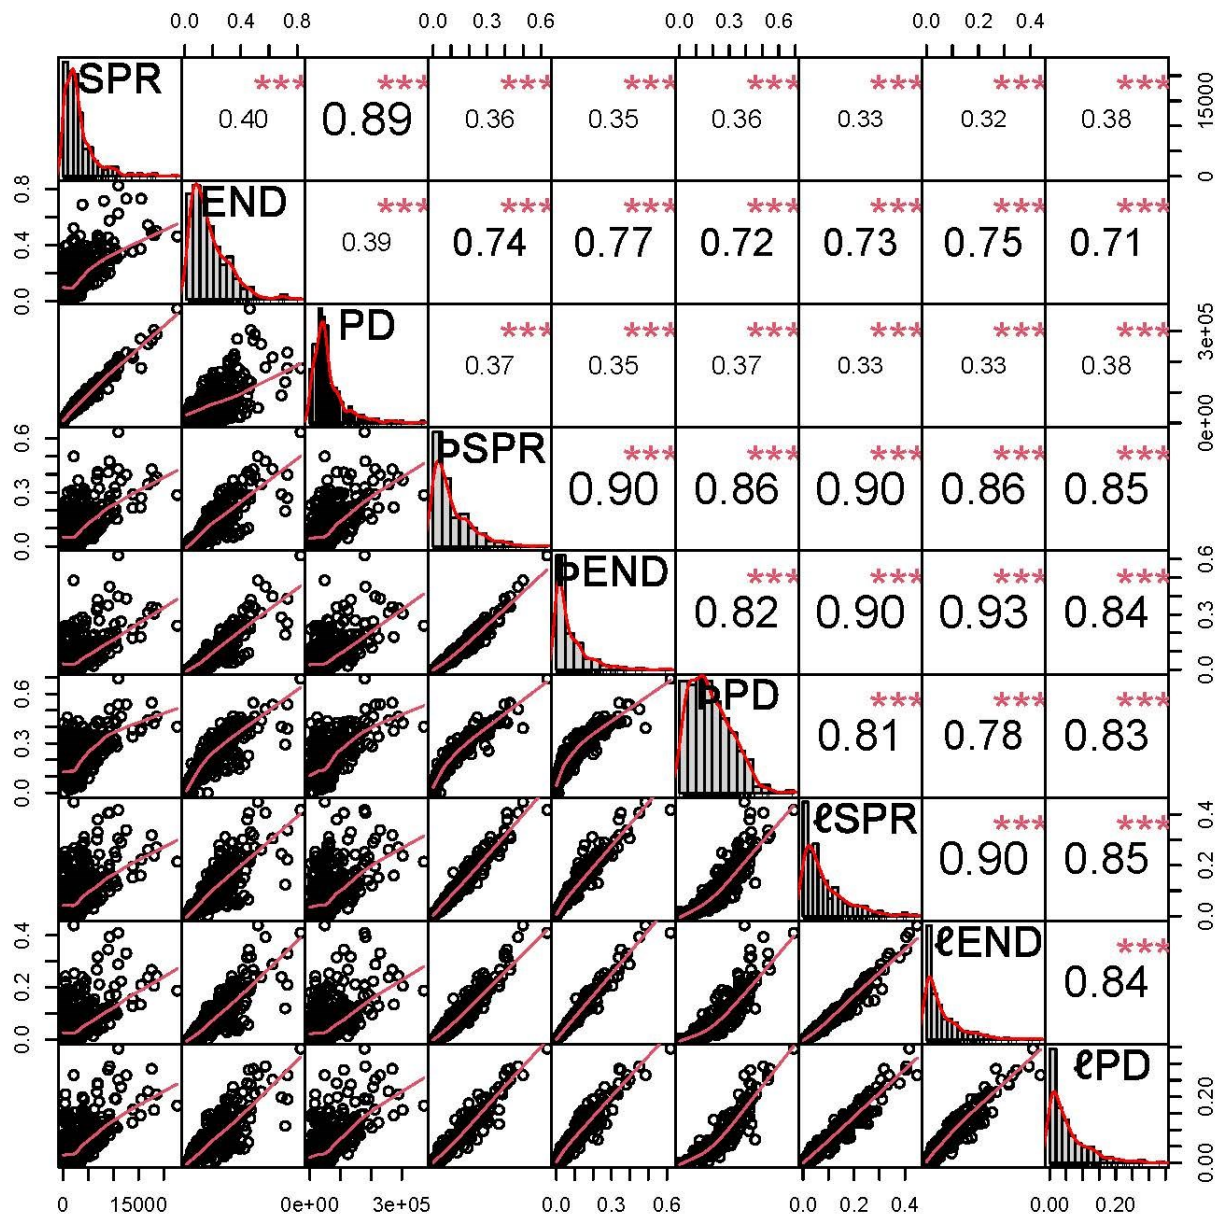 0.0 0.4 0.8 0.0 0.3 0.6 0.0 0.3 0.6 0.0 0.2 0.4
SPR *** *** *** *** *** *** *** ***
0.40 0.89 0.36 0.35 0.36 0.33 0.32 0.38
0 15000
END *** *** *** *** *** *** ***
0.39 0.74 0.77 0.72 0.73 0.75 0.71
0.0 0.4 0.8
PD *** *** *** *** *** ***
0.37 0.35 0.37 0.33 0.33 0.38
0e+00 3e+05
ÞSPR *** *** *** *** ***
0.90 0.86 0.90 0.86 0.85
0.0 0.3 0.6
ÞEND *** *** *** ***
0.82 0.90 0.93 0.84
0.0 0.3 0.6
ÞPD *** *** ***
0.81 0.78 0.83
0.0 0.3 0.6
ℓSPR *** ***
0.90 0.85
0.0 0.2 0.4
ℓEND ***
0.84
0.0 0.2 0.4
ℓPD
0.00 0.20
0 15000 0e+00 3e+05 0.0 0.3 0.6 0.0 0.2 0.4 0.00 0.20